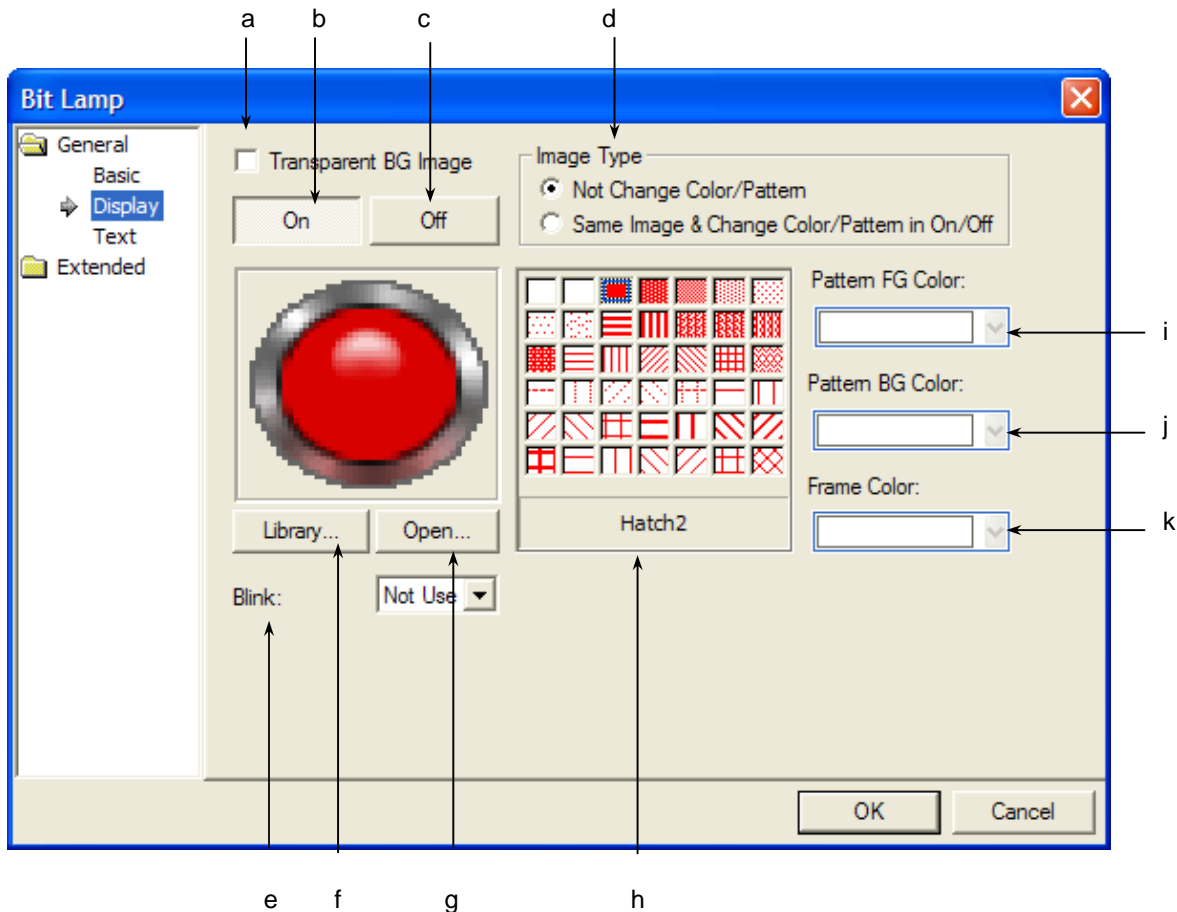 a b c d
Bit Lamp
General
Basic
Display
Text
Extended
Transparent BG Image
On Off
Image Type
Not Change Color/Pattern
Same Image & Change Color/Pattern in On/Off
Pattern FG Color:
i
Pattern BG Color:
j
Frame Color:
k
Hatch2
Library... Open...
Blink: Not Use
OK Cancel
e f g h